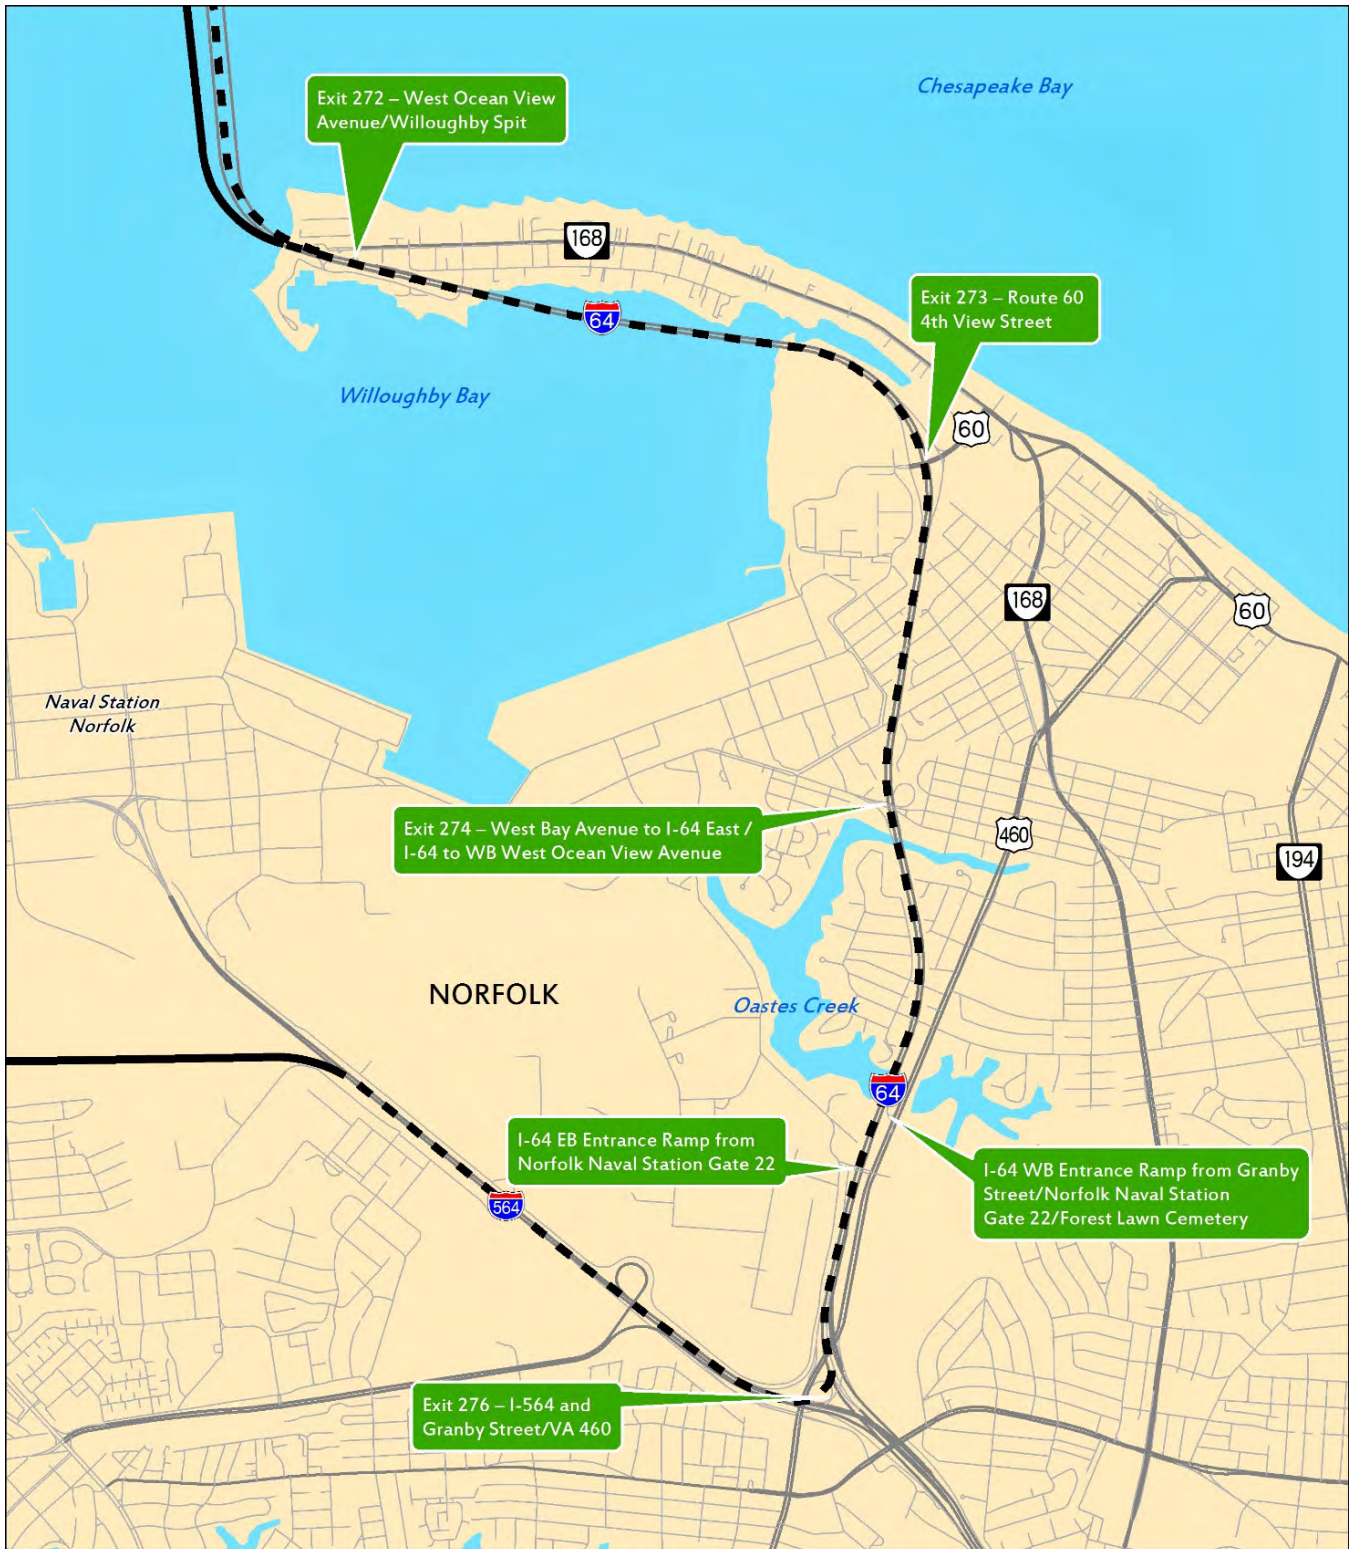 Chesapeake Bay
Exit 272 – West Ocean View
Avenue/Willoughby Spit
168
Exit 273 – Route 60
4th View Street
64
Willoughby Bay
60
168
60
Naval Station
Norfolk
Exit 274 – West Bay Avenue to I-64 East /
I-64 to WB West Ocean View Avenue
460
194
NORFOLK
Oastes Creek
64
I-64 EB Entrance Ramp from
Norfolk Naval Station Gate 22
I-64 WB Entrance Ramp from Granby
Street/Norfolk Naval Station
Gate 22/Forest Lawn Cemetery
564
Exit 276 – I-564 and
Granby Street/VA 460